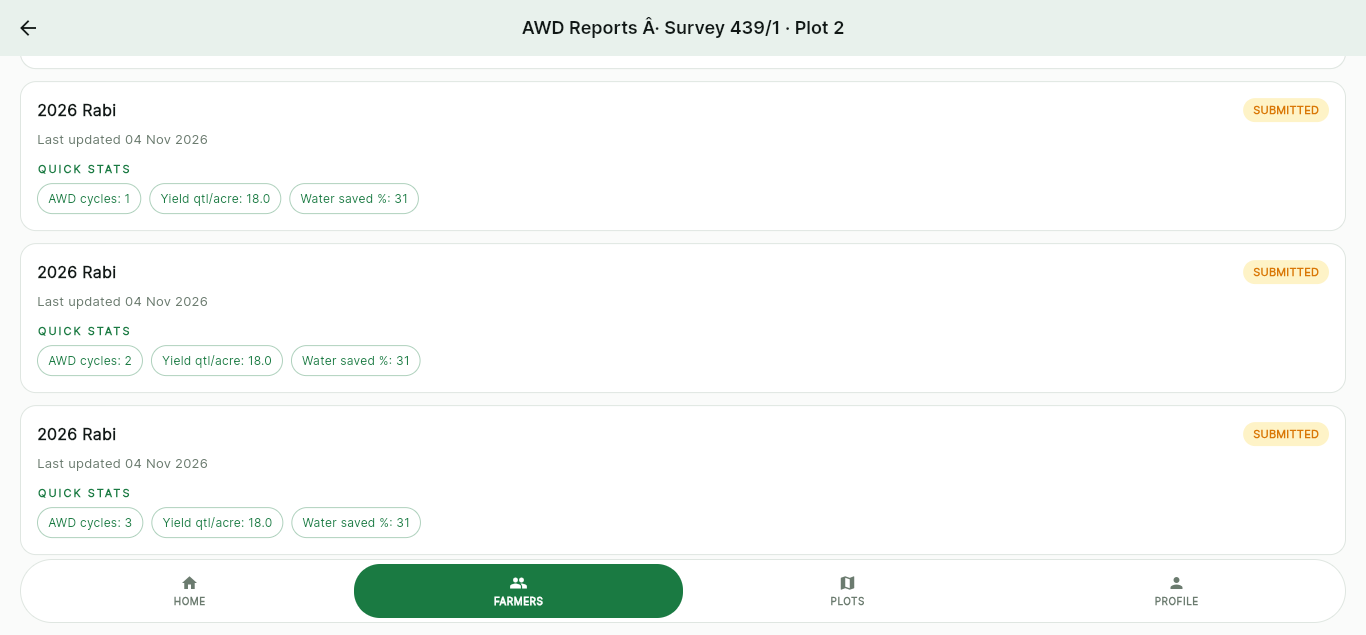 AWD Reports Â· Survey 439/1 · Plot 2
2026 Rabi
SUBMITTED
Last updated 04 Nov 2026
QUICK STATS
AWD cycles: 1 Yield qtl/acre: 18.0 Water saved %: 31
2026 Rabi
SUBMITTED
Last updated 04 Nov 2026
QUICK STATS
AWD cycles: 2 Yield qtl/acre: 18.0 Water saved %: 31
2026 Rabi
SUBMITTED
Last updated 04 Nov 2026
QUICK STATS
AWD cycles: 3 Yield qtl/acre: 18.0 Water saved %: 31
HOME FARMERS PLOTS PROFILE